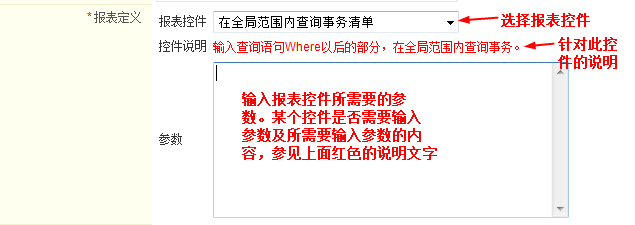 *报表定义
报表控件 在全局范围内查询事务清单
选择报表控件
控件说明 输入查询语句Where以后的部分，在全局范围内查询事务。
针对此控
件的说明
参数
输入报表控件所需要的参
数。某个控件是否需要输入
参数及所需要输入参数的内
容，参见上面红色的说明文字